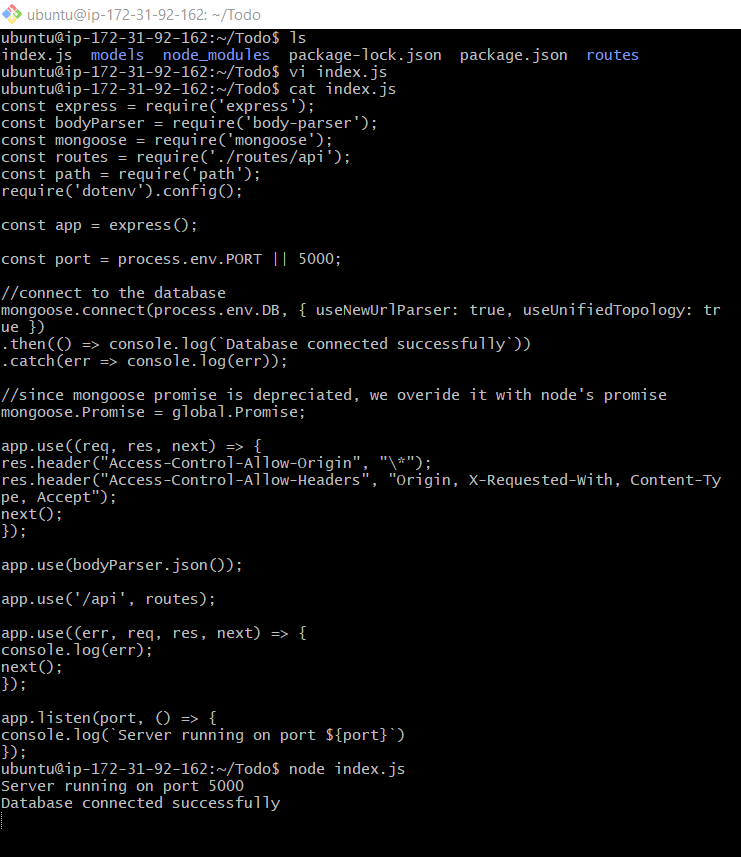 ubuntu@ip-172-31-92-162: ~/Todo
ubuntu@ip-172-31-92-162:~/Todo$ ls
index.js  models  node_modules  package-lock.json  package.json  routes
ubuntu@ip-172-31-92-162:~/Todo$ vi index.js
ubuntu@ip-172-31-92-162:~/Todo$ cat index.js
const express = require('express');
const bodyParser = require('body-parser');
const mongoose = require('mongoose');
const routes = require('./routes/api');
const path = require('path');
require('dotenv').config();

const app = express();

const port = process.env.PORT || 5000;

//connect to the database
mongoose.connect(process.env.DB, { useNewUrlParser: true, useUnifiedTopology: tr
ue })
.then(() => console.log(`Database connected successfully`))
.catch(err => console.log(err));

//since mongoose promise is depreciated, we overide it with node's promise
mongoose.Promise = global.Promise;

app.use((req, res, next) => {
res.header("Access-Control-Allow-Origin", "\*");
res.header("Access-Control-Allow-Headers", "Origin, X-Requested-With, Content-Ty
pe, Accept");
next();
});

app.use(bodyParser.json());

app.use('/api', routes);

app.use((err, req, res, next) => {
console.log(err);
next();
});

app.listen(port, () => {
console.log(`Server running on port ${port}`)
});
ubuntu@ip-172-31-92-162:~/Todo$ node index.js
Server running on port 5000
Database connected successfully